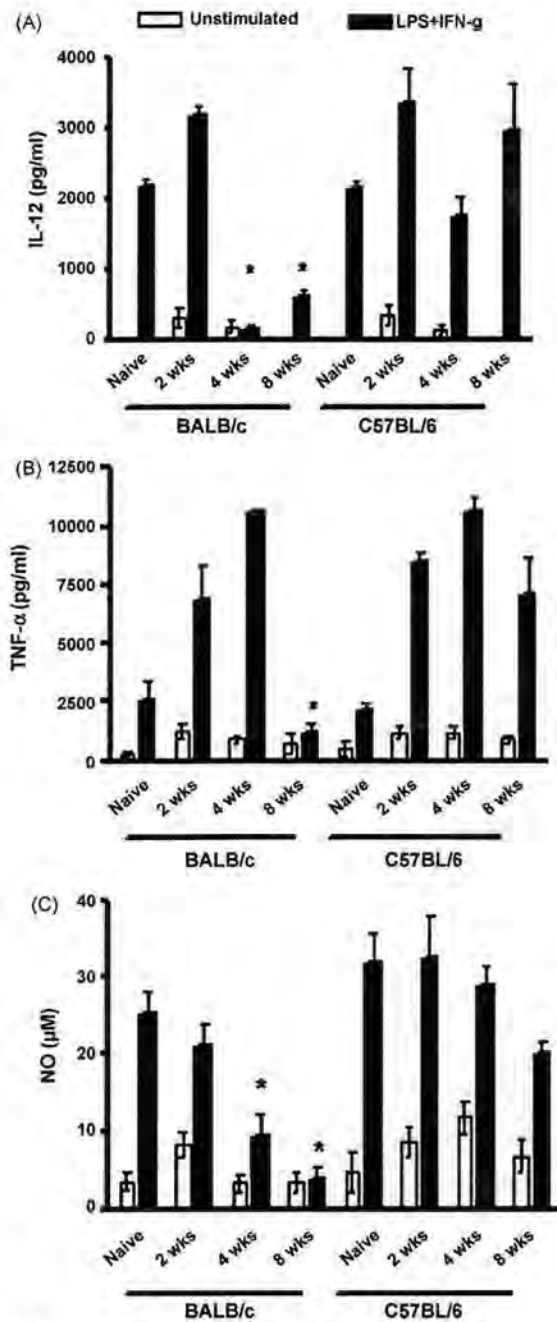 (A)
Unstimulated LPS+IFN-g
4000
3000
2000
1000
0
IL-12 (pg/ml)
* *
Naive 2 wks 4 wks 8 wks Naive 2 wks 4 wks 8 wks
BALB/c C57BL/6
(B)
12500
10000
7500
5000
2500
0
TNF-α (pg/ml)
*
Naive 2 wks 4 wks 8 wks Naive 2 wks 4 wks 8 wks
BALB/c C57BL/6
(C)
40
30
20
10
0
NO (µM)
* *
Naive 2 wks 4 wks 8 wks Naive 2 wks 4 wks 8 wks
BALB/c C57BL/6